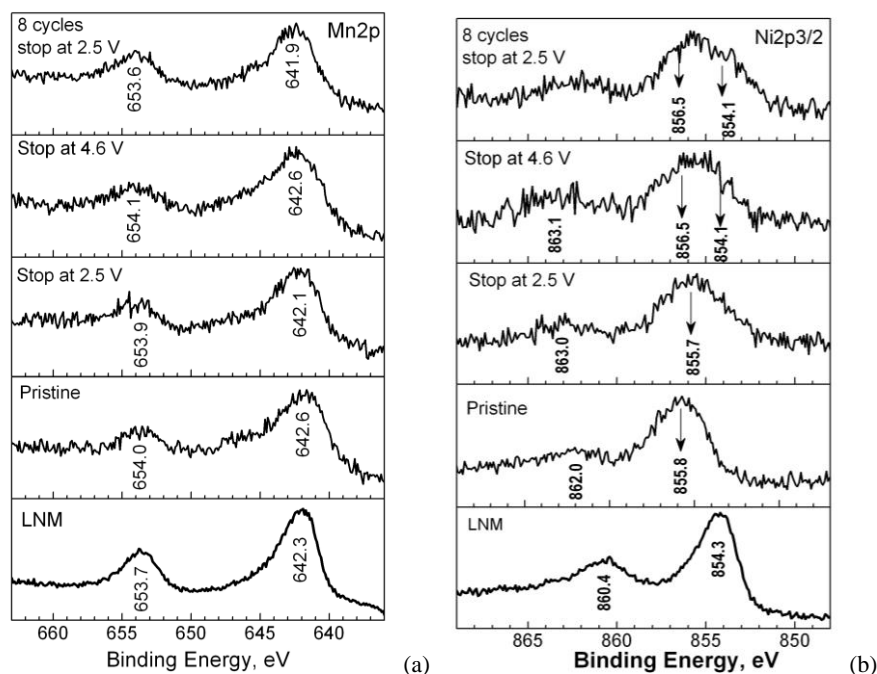 8 cycles
stop at 2.5 V
Mn2p
653.6
641.9
Stop at 4.6 V
654.1
642.6
Stop at 2.5 V
653.9
642.1
Pristine
654.0
642.6
LNM
653.7
642.3
660 655 650 645 640
Binding Energy, eV
(a)
8 cycles
stop at 2.5 V
Ni2p3/2
856.5
854.1
Stop at 4.6 V
863.1
856.5
854.1
Stop at 2.5 V
863.0
855.7
Pristine
862.0
855.8
LNM
860.4
854.3
865 860 855 850
Binding Energy, eV
(b)